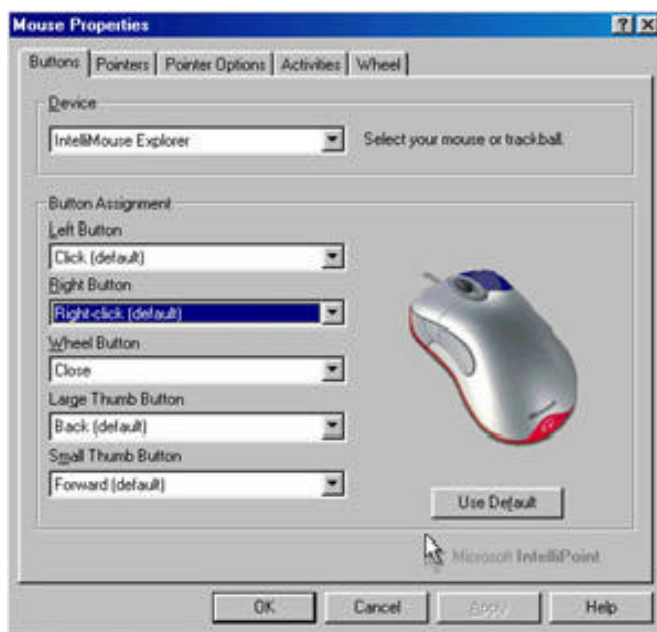 Mouse Properties
Buttons Pointers Pointer Options Activities Wheel
Device
IntelliMouse Explorer
Select your mouse or trackball.
Button Assignment
Left Button
Click (default)
Right Button
Right-click (default)
Wheel Button
Close
Large Thumb Button
Back (default)
Small Thumb Button
Forward (default)
Use Default
Microsoft IntelliPoint
OK Cancel Apply Help